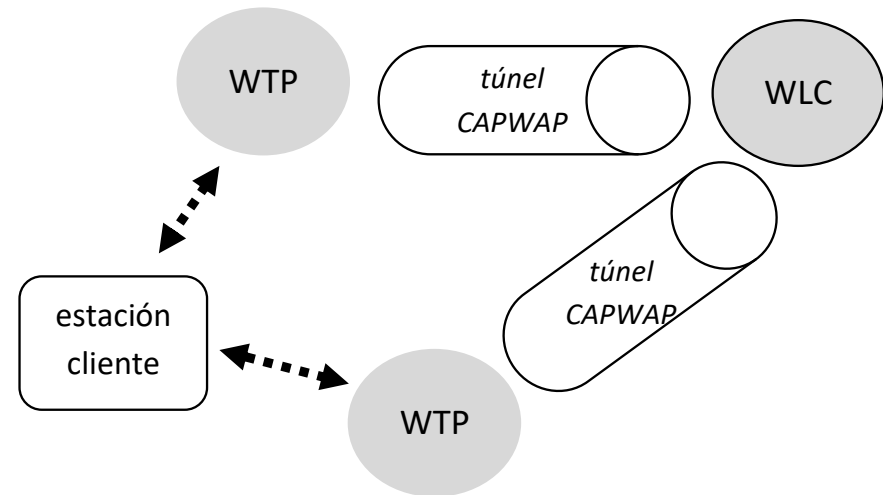 WTP
túnel
CAPWAP
WLC
túnel
CAPWAP
estación
cliente
WTP